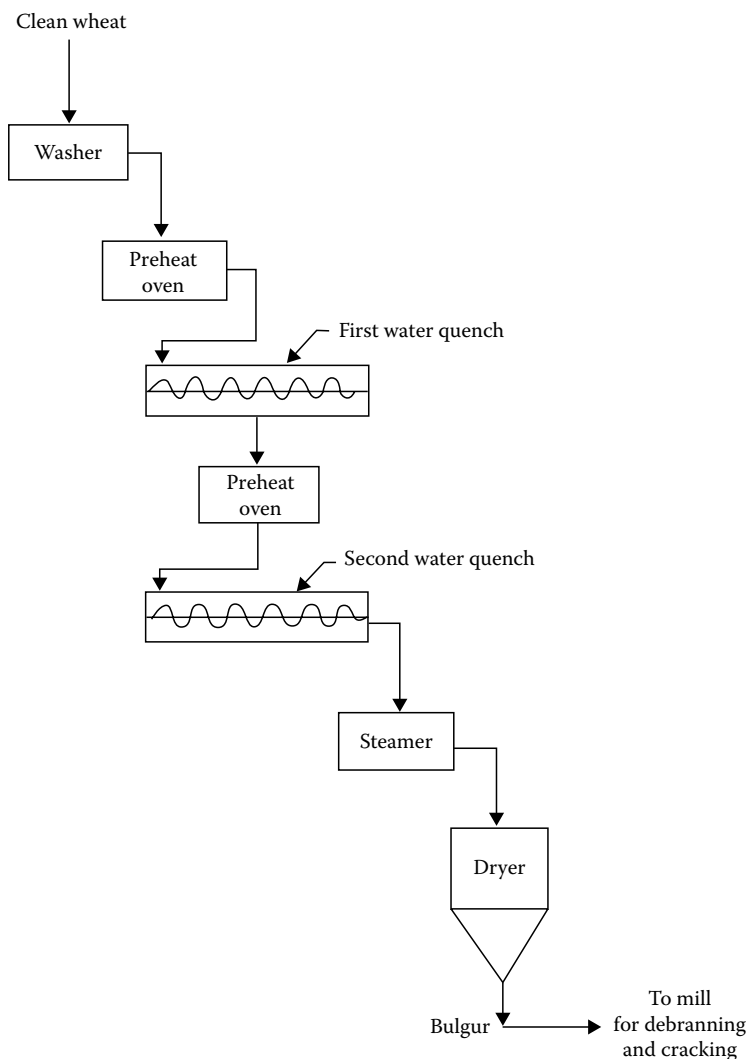 Clean wheat
Washer
Preheat
oven
First water quench
Preheat
oven
Second water quench
Steamer
Dryer
Bulgur
To mill
for debranning
and cracking